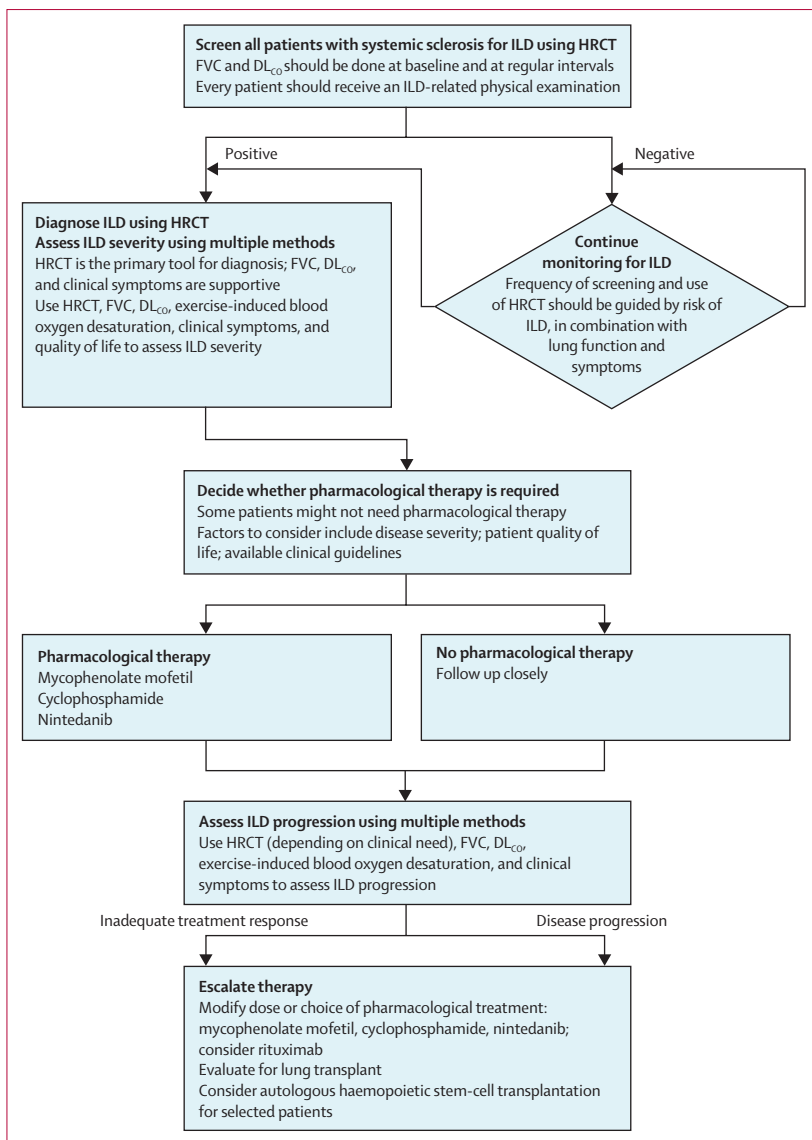 Screen all patients with systemic sclerosis for ILD using HRCT
FVC and DLCO should be done at baseline and at regular intervals
Every patient should receive an ILD-related physical examination
Positive
Negative
Diagnose ILD using HRCT
Assess ILD severity using multiple methods
HRCT is the primary tool for diagnosis; FVC, DLCO,
and clinical symptoms are supportive
Use HRCT, FVC, DLCO, exercise-induced blood
oxygen desaturation, clinical symptoms, and
quality of life to assess ILD severity
Continue
monitoring for ILD
Frequency of screening and use
of HRCT should be guided by risk of
ILD, in combination with
lung function and
symptoms
Decide whether pharmacological therapy is required
Some patients might not need pharmacological therapy
Factors to consider include disease severity; patient quality of
life; available clinical guidelines
Pharmacological therapy
Mycophenolate mofetil
Cyclophosphamide
Nintedanib
No pharmacological therapy
Follow up closely
Assess ILD progression using multiple methods
Use HRCT (depending on clinical need), FVC, DLCO,
exercise-induced blood oxygen desaturation, and clinical
symptoms to assess ILD progression
Inadequate treatment response
Disease progression
Escalate therapy
Modify dose or choice of pharmacological treatment:
mycophenolate mofetil, cyclophosphamide, nintedanib;
consider rituximab
Evaluate for lung transplant
Consider autologous haemopoietic stem-cell transplantation
for selected patients